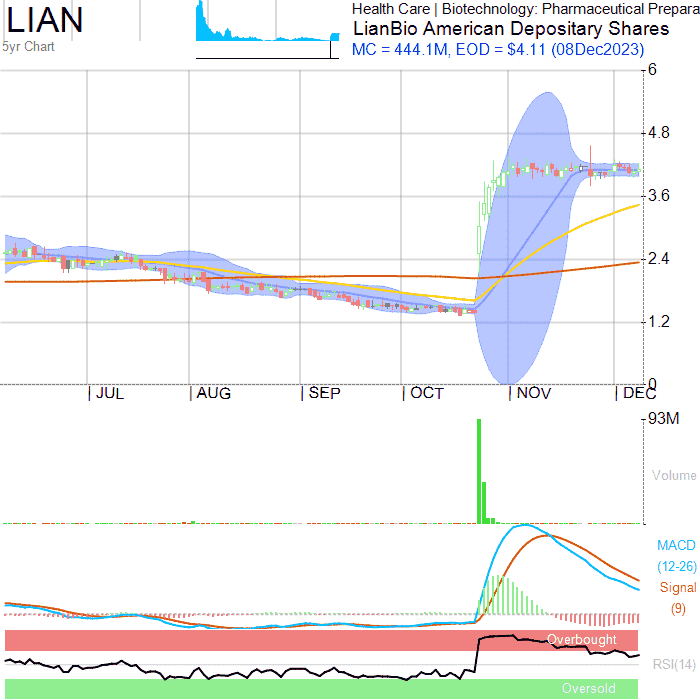 LIAN
5yr Chart
Health Care | Biotechnology: Pharmaceutical Prepara
LianBio American Depositary Shares
MC = 444.1M, EOD = $4.11 (08Dec2023)
6
4.8
3.6
2.4
1.2
0
JUL AUG SEP OCT NOV DEC
93M
Volume
MACD
(12-26)
Signal
(9)
Overbought
RSI(14)
Oversold